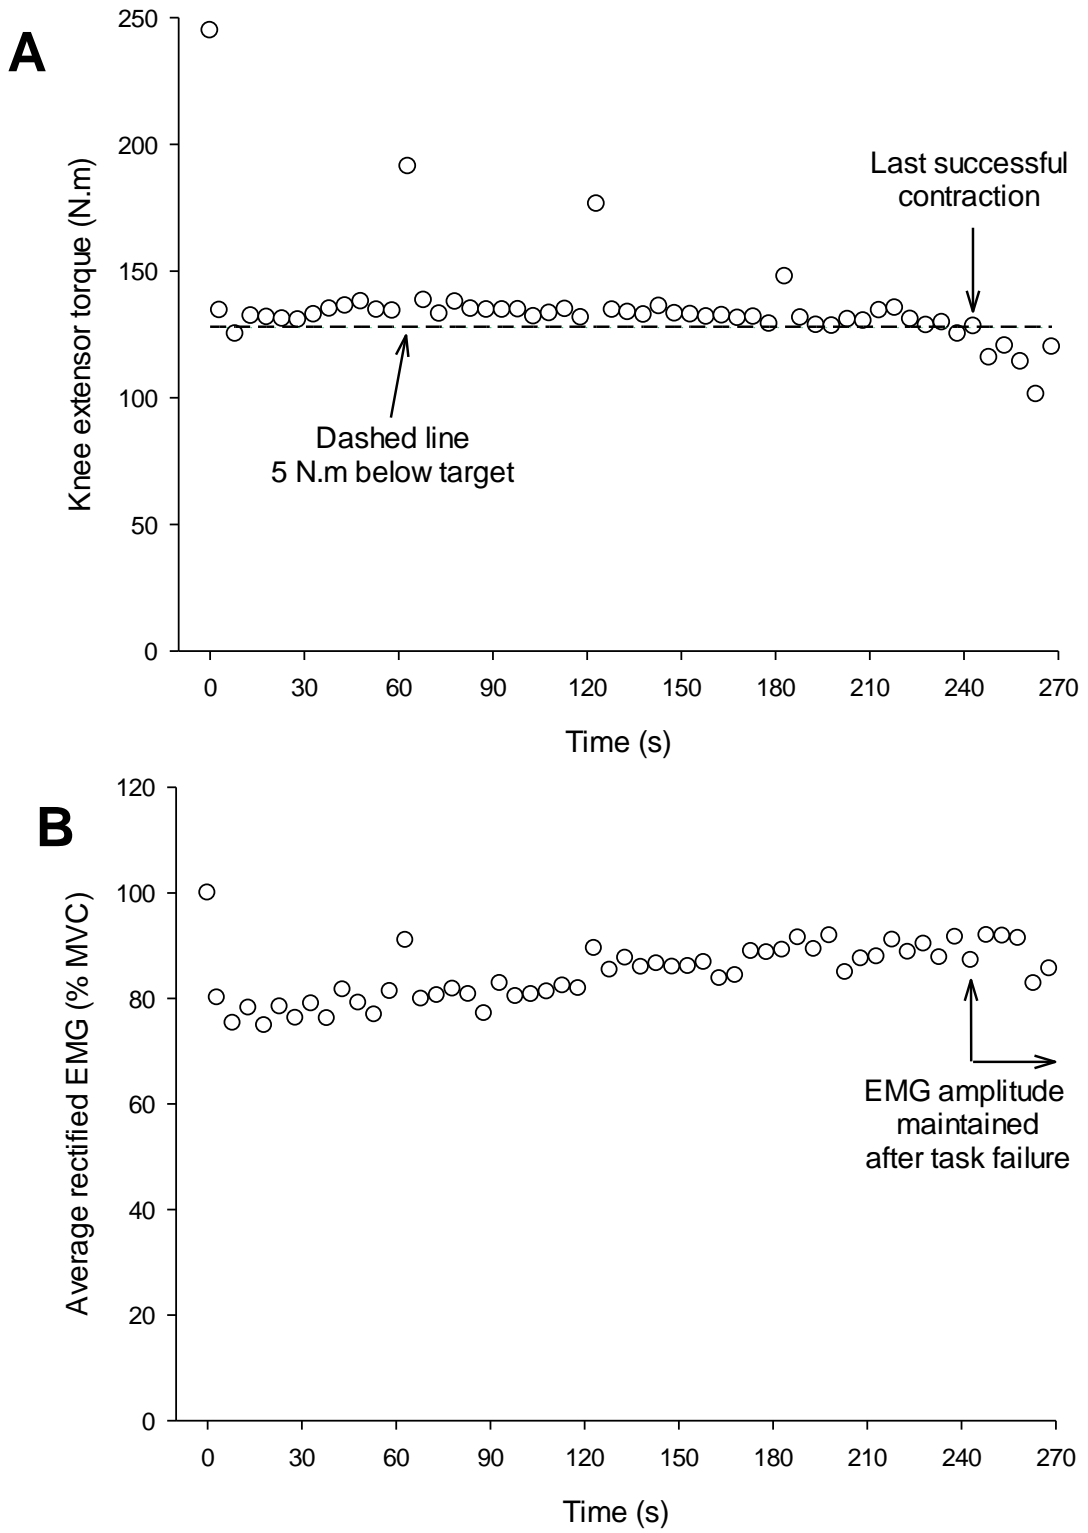 A
250
200
150
100
50
0
Knee extensor torque (N.m)
Last successful
contraction
Dashed line
5 N.m below target
0 30 60 90 120 150 180 210 240 270
Time (s)
B
120
100
80
60
40
20
0
Average rectified EMG (% MVC)
EMG amplitude
maintained
after task failure
0 30 60 90 120 150 180 210 240 270
Time (s)